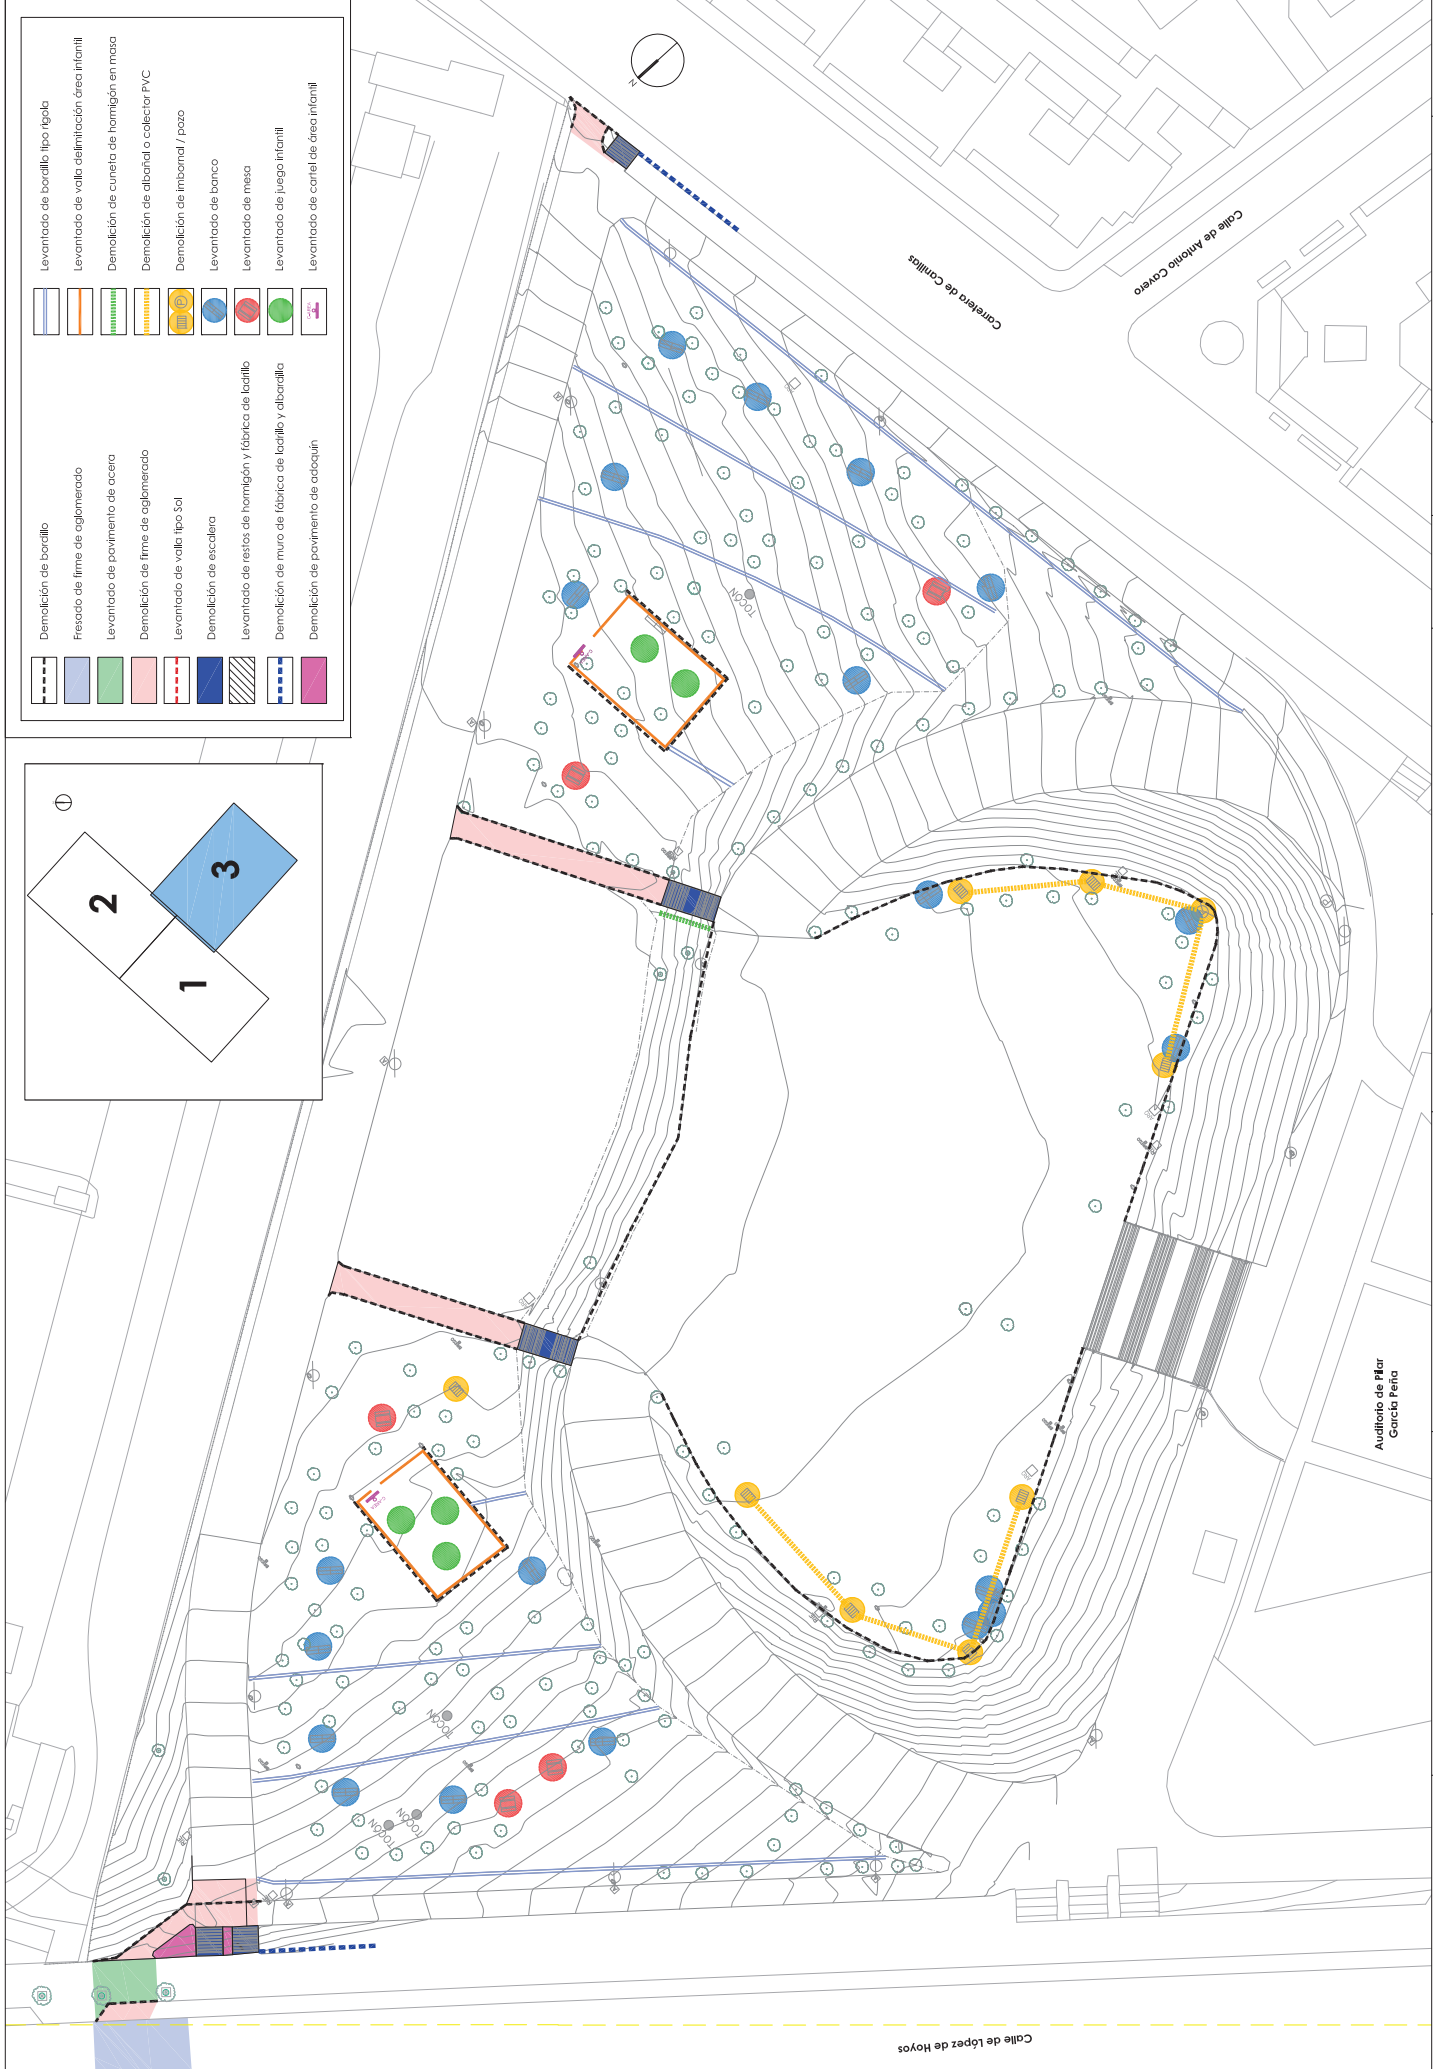 Demolición de bordillo
Fresado de firme de aglomerado
Levantado de pavimento de acera
Demolición de firme de aglomerado
Levantado de valla tipo Sol
Demolición de escalera
Levantado de restos de hormigón y fábrica de ladrillo
Demolición de muro de fábrica de ladrillo y albardilla
Demolición de pavimento de adoquín
Levantado de bordillo tipo rígola
Levantado de valla delimitación área infantil
Demolición de cuneta de hormigón en masa
Demolición de albañal o colector PVC
Demolición de imbornal / pozo
Levantado de banco
Levantado de mesa
Levantado de juego infantil
Levantado de cartel de área infantil
P
1
2
3
N
Carretera de Canillas
Calle de Antonio Cavero
TOCON
TOCON
TOCON
TOCON
Auditorio de Pilar
García Peña
Calle de López de Hoyos